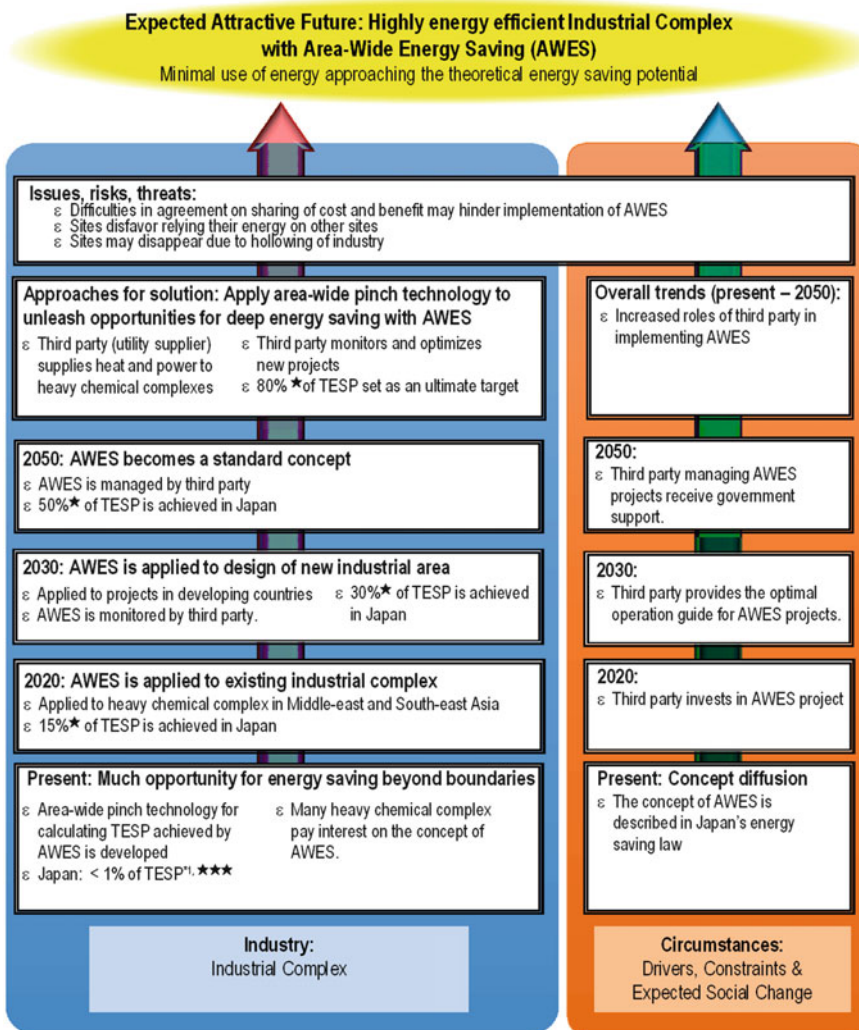 Expected Attractive Future: Highly energy efficient Industrial Complex
with Area-Wide Energy Saving (AWES)
Minimal use of energy approaching the theoretical energy saving potential
Issues, risks, threats:
ε Difficulties in agreement on sharing of cost and benefit may hinder implementation of AWES
ε Sites disfavor relying their energy on other sites
ε Sites may disappear due to hollowing of industry
Approaches for solution: Apply area-wide pinch technology to
unleash opportunities for deep energy saving with AWES
ε Third party (utility supplier)
supplies heat and power to
heavy chemical complexes
ε Third party monitors and optimizes
new projects
ε 80% ★of TESP set as an ultimate target
2050: AWES becomes a standard concept
ε AWES is managed by third party
ε 50%★ of TESP is achieved in Japan
2030: AWES is applied to design of new industrial area
ε Applied to projects in developing countries
ε AWES is monitored by third party.
ε 30%★ of TESP is achieved
in Japan
2020: AWES is applied to existing industrial complex
ε Applied to heavy chemical complex in Middle-east and South-east Asia
ε 15%★ of TESP is achieved in Japan
Present: Much opportunity for energy saving beyond boundaries
ε Area-wide pinch technology for
calculating TESP achieved by
AWES is developed
ε Japan: < 1% of TESP*1, ★★★
ε Many heavy chemical complex
pay interest on the concept of
AWES.
Industry:
Industrial Complex
Overall trends (present – 2050):
ε Increased roles of third party in
implementing AWES
2050:
ε Third party managing AWES
projects receive government
support.
2030:
ε Third party provides the optimal
operation guide for AWES projects.
2020:
ε Third party invests in AWES project
Present: Concept diffusion
ε The concept of AWES is
described in Japan's energy
saving law
Circumstances:
Drivers, Constraints &
Expected Social Change